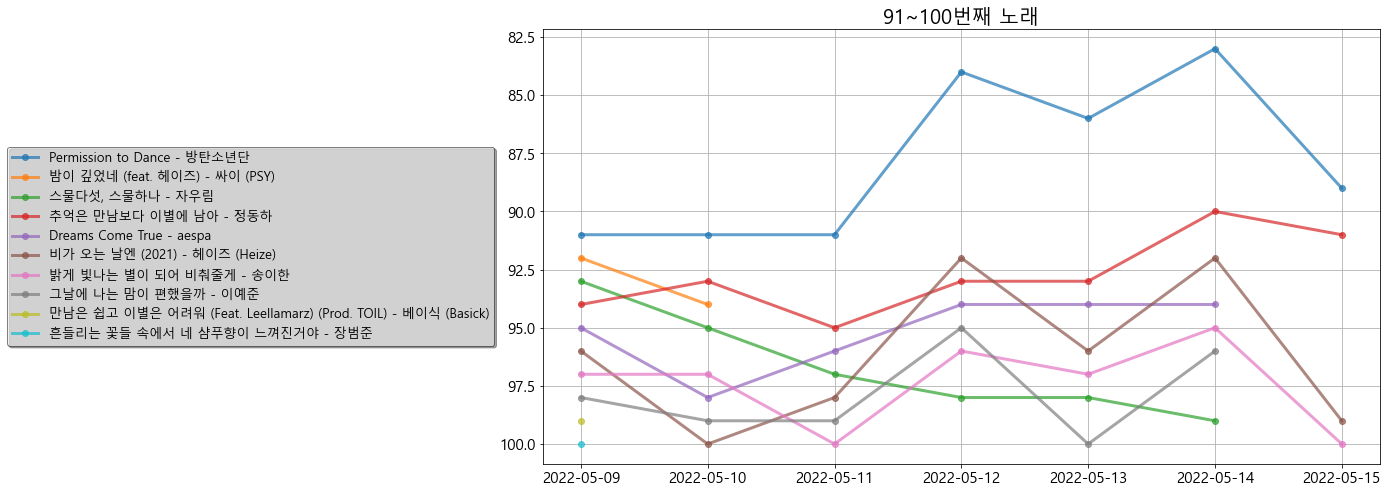 91~100번째 노래
82.5
85.0
87.5
90.0
92.5
95.0
97.5
100.0
2022-05-09 2022-05-10 2022-05-11 2022-05-12 2022-05-13 2022-05-14 2022-05-15
Permission to Dance - 방탄소년단
밤이 깊었네 (feat. 헤이즈) - 싸이 (PSY)
스물다섯, 스물하나 - 자우림
추억은 만남보다 이별에 남아 - 정동하
Dreams Come True - aespa
비가 오는 날엔 (2021) - 헤이즈 (Heize)
밝게 빛나는 별이 되어 비춰줄게 - 송이한
그날에 나는 맘이 편했을까 - 이예준
만남은 쉽고 이별은 어려워 (Feat. Leellamarz) (Prod. TOIL) - 베이식 (Basick)
흔들리는 꽃들 속에서 네 샴푸향이 느껴진거야 - 장범준